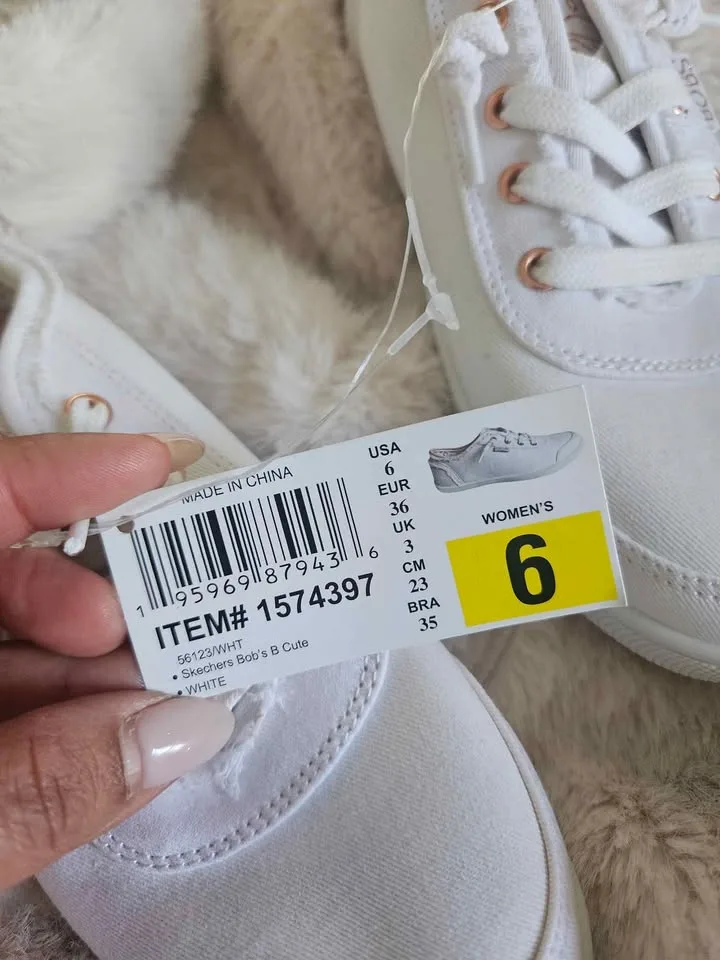 MADE IN CHINA
1 95969 87943 6
ITEM# 1574397
56123/WHT
• Skechers Bob's B Cute
• WHITE
USA
6
EUR
36
UK
3
CM
23
BRA
35
WOMEN'S
6
BOBS